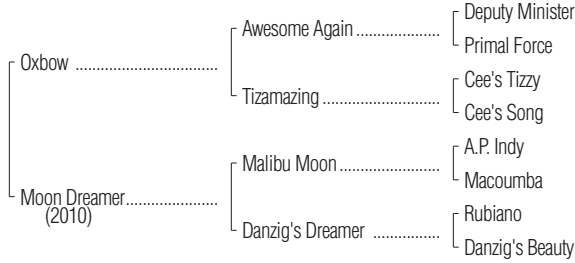 Deputy Minister
Awesome Again ..................
Primal Force
Oxbow .................................
Cee's Tizzy
Tizamazing .........................
Cee's Song
A.P. Indy
Malibu Moon .....................
Macoumba
Moon Dreamer.....................
(2010)
Rubiano
Danzig's Dreamer ..............
Danzig's Beauty